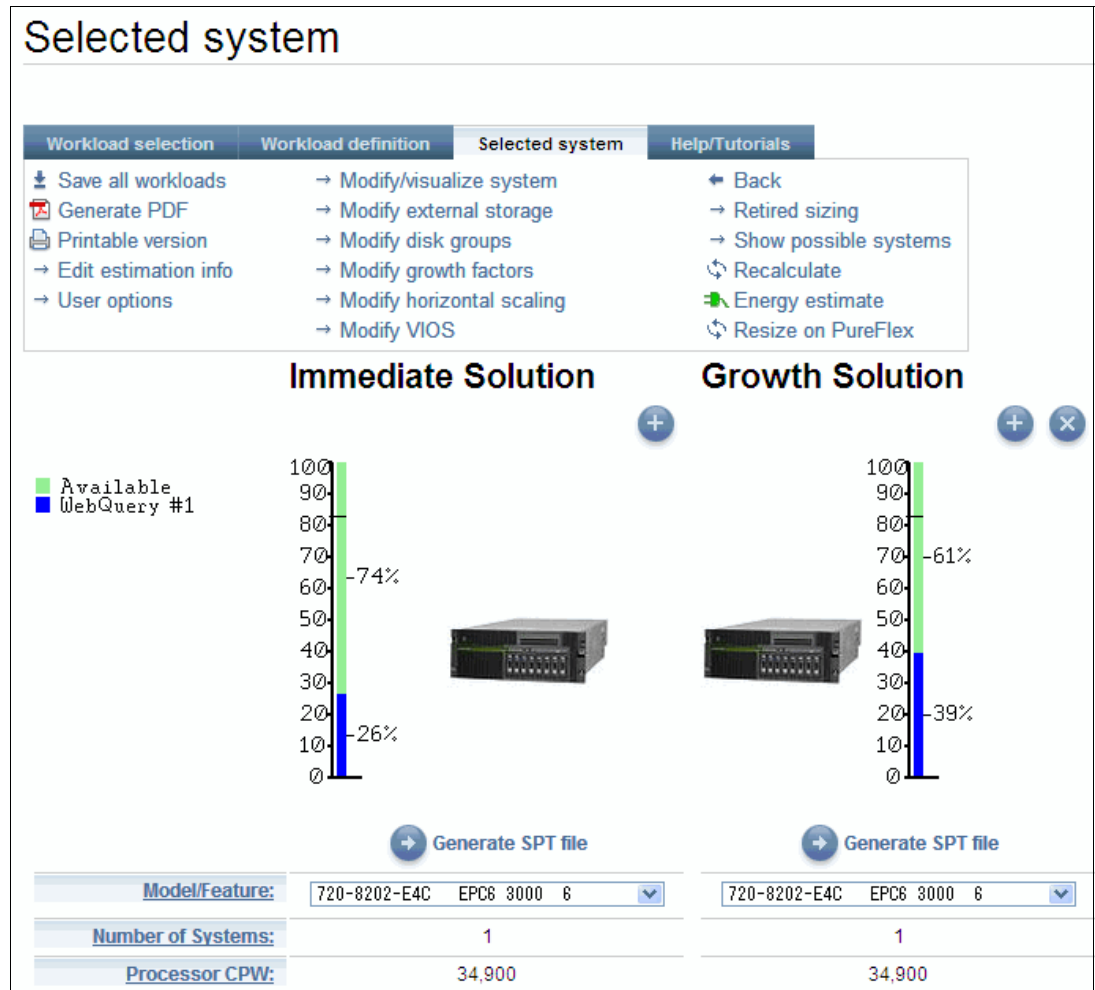 Selected system
Workload selection Workload definition Selected system Help/Tutorials
Save all workloads → Modify/visualize system Back
Generate PDF → Modify external storage → Retired sizing
Printable version → Modify disk groups → Show possible systems
→ Edit estimation info → Modify growth factors Recalculate
→ User options → Modify horizontal scaling Energy estimate
→ Modify VIOS Resize on PureFlex
Immediate Solution Growth Solution
Available
WebQuery #1
100
90
80
70
60
50
40
30
20
10
0
74%
26%
100
90
80
70
60
50
40
30
20
10
0
61%
39%
Generate SPT file Generate SPT file
Model/Feature: 720-8202-E4C EPC6 3000 6 720-8202-E4C EPC6 3000 6
Number of Systems: 1 1
Processor CPW: 34,900 34,900